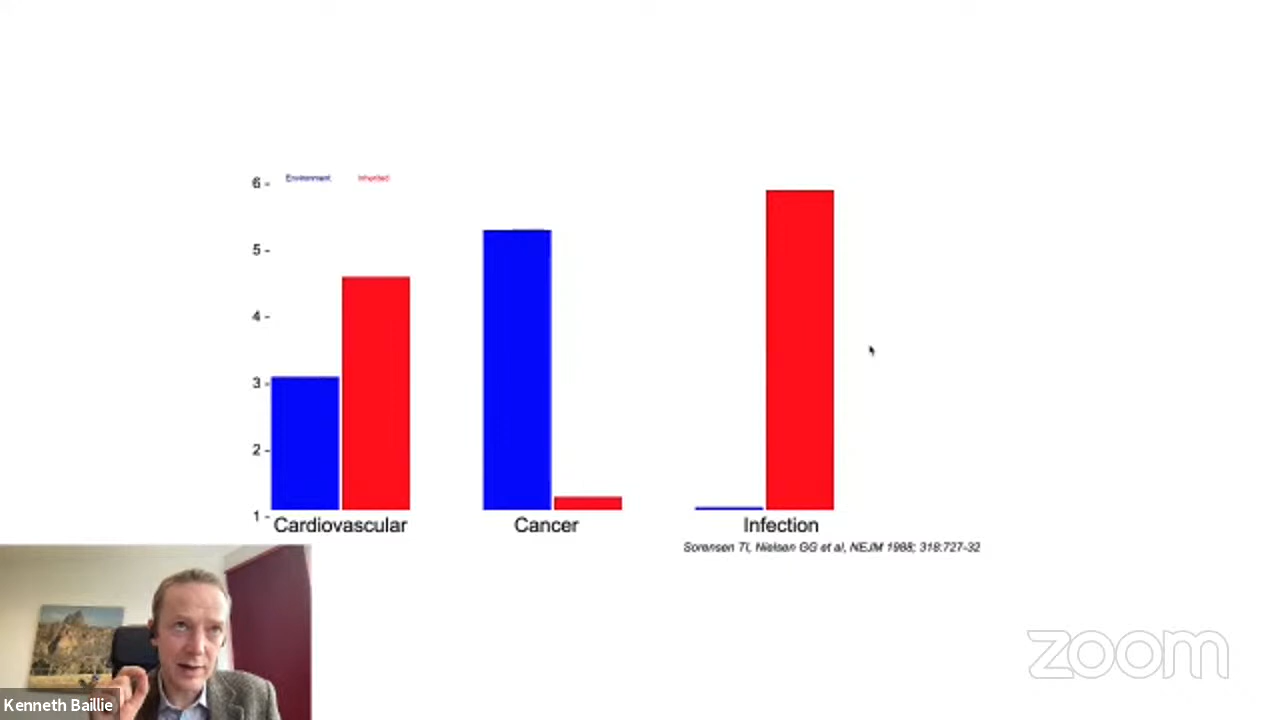 Environment Inherited
6 -
5 -
4 -
3 -
2 -
1 -
Cardiovascular Cancer Infection
Sorensen TI, Nielsen GG et al, NEJM 1988; 318:727-32
Kenneth Baillie
zoom